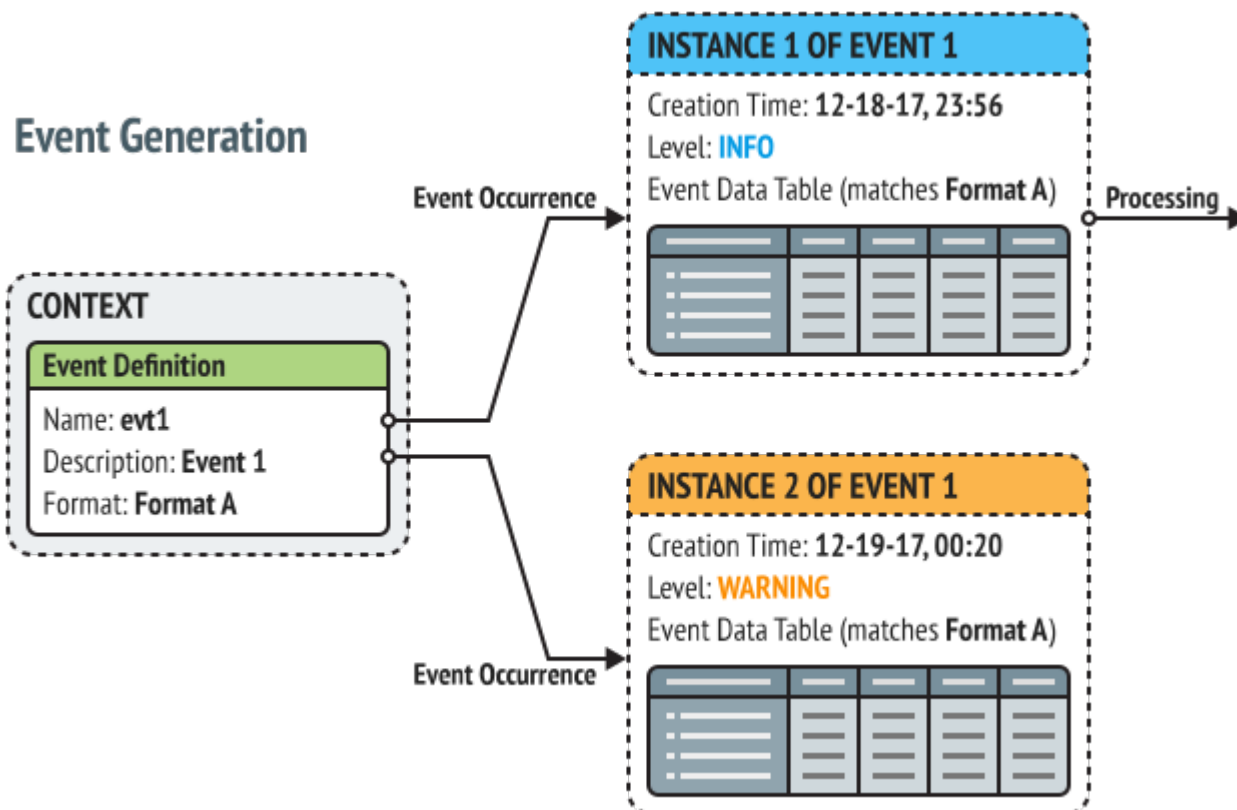 Event Generation
CONTEXT
Event Definition
Name: evt1
Description: Event 1
Format: Format A
Event Occurrence
INSTANCE 1 OF EVENT 1
Creation Time: 12-18-17, 23:56
Level: INFO
Event Data Table (matches Format A)
Processing
Event Occurrence
INSTANCE 2 OF EVENT 1
Creation Time: 12-19-17, 00:20
Level: WARNING
Event Data Table (matches Format A)